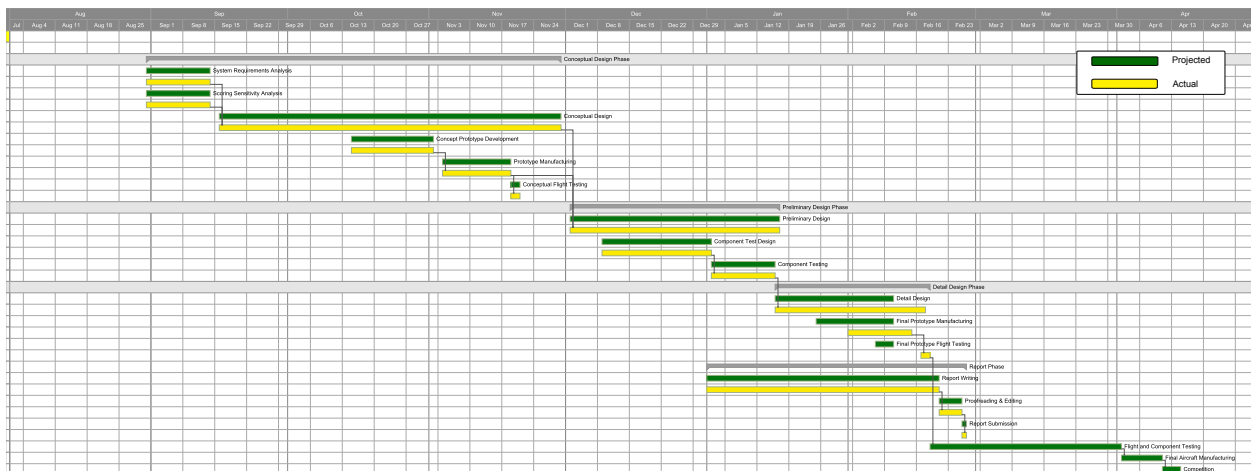 Aug Sep Oct Nov Dec Jan Feb Mar Apr
Jul Aug 4 Aug 11 Aug 18 Aug 25 Sep 1 Sep 8 Sep 15 Sep 22 Sep 29 Oct 6 Oct 13 Oct 20 Oct 27 Nov 3 Nov 10 Nov 17 Nov 24 Dec 1 Dec 8 Dec 15 Dec 22 Dec 29 Jan 5 Jan 12 Jan 19 Jan 26 Feb 2 Feb 9 Feb 16 Feb 23 Mar 2 Mar 9 Mar 16 Mar 23 Mar 30 Apr 6 Apr 13 Apr 20
Conceptual Design Phase
Projected
System Requirements Analysis
Actual
Scoring Sensitivity Analysis
Conceptual Design
Concept Prototype Development
Prototype Manufacturing
Conceptual Flight Testing
Preliminary Design Phase
Preliminary Design
Component Test Design
Component Testing
Detail Design Phase
Detail Design
Final Prototype Manufacturing
Final Prototype Flight Testing
Report Phase
Report Writing
Proofreading & Editing
Report Submission
Flight and Component Testing
Final Aircraft Manufacturing
Competition